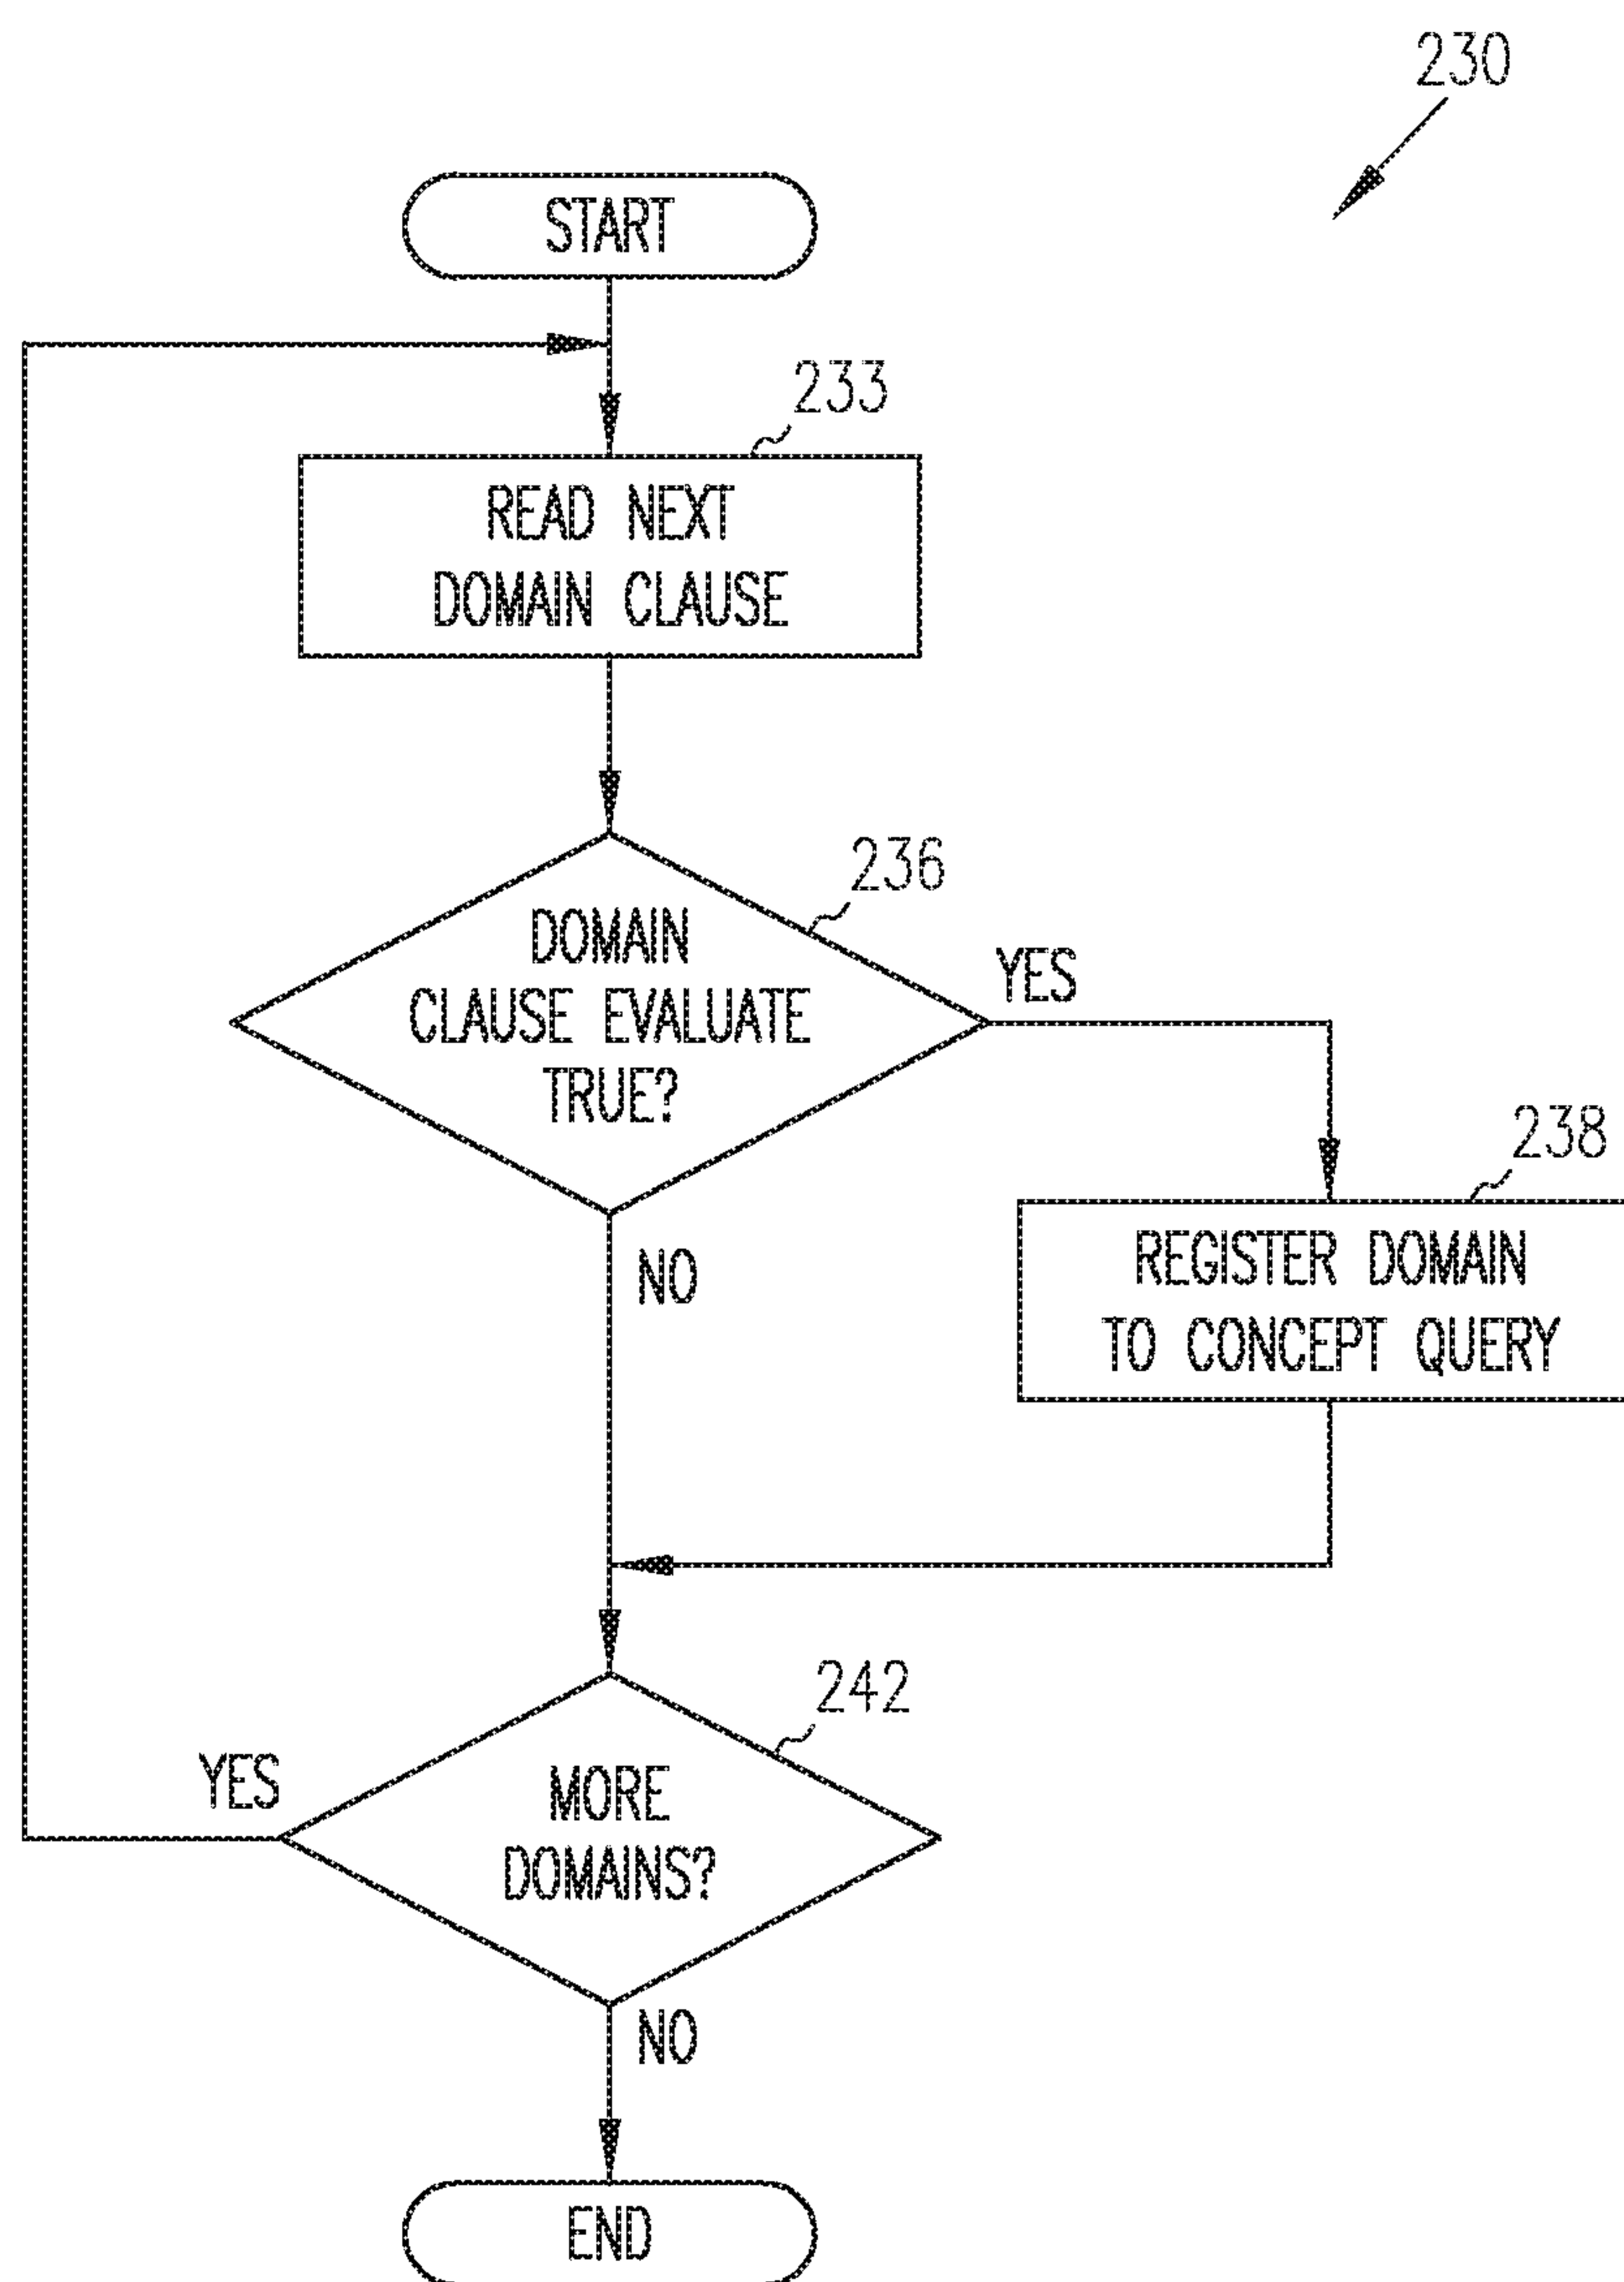 230
START
233
READ NEXT
DOMAIN CLAUSE
236
DOMAIN
CLAUSE EVALUATE
TRUE?
YES
238
REGISTER DOMAIN
TO CONCEPT QUERY
NO
242
YES
MORE
DOMAINS?
NO
END